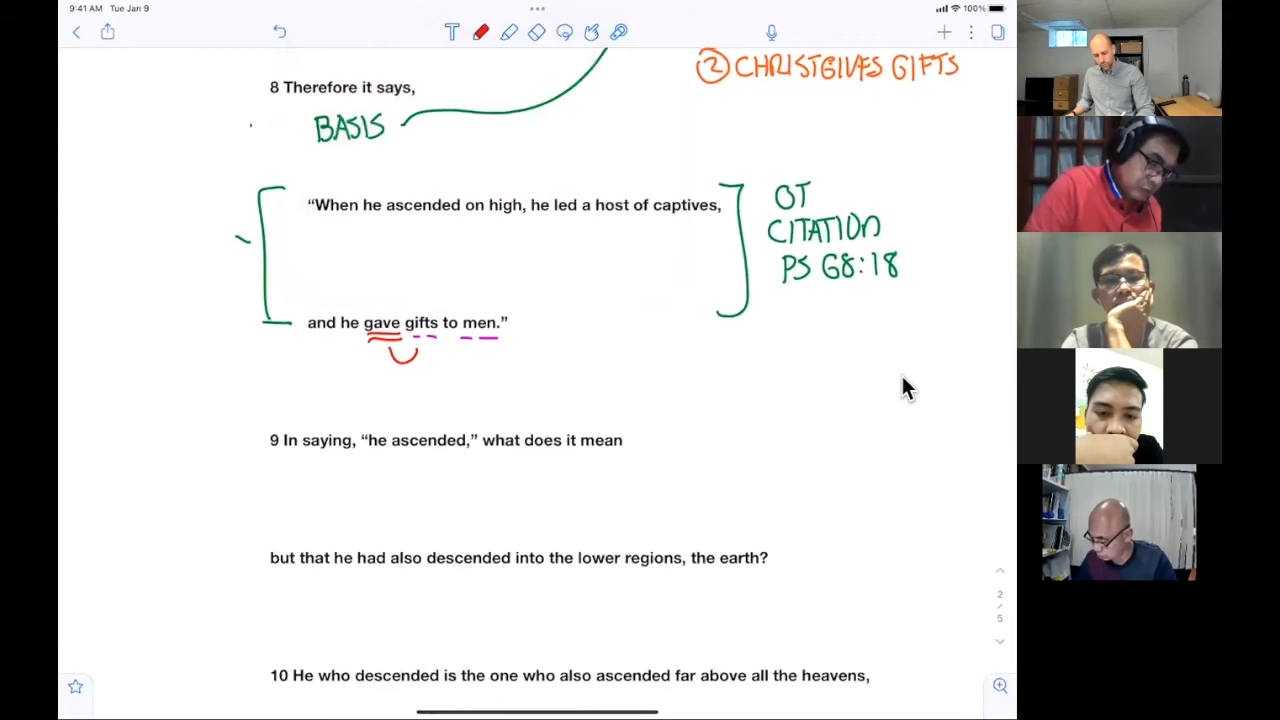 9:41 AM Tue Jan 9
100%
② CHRIST GIVES GIFTS
8 Therefore it says,
BASIS
“When he ascended on high, he led a host of captives,
OT
CITATION
PS 68:18
and he gave gifts to men.”
9 In saying, “he ascended,” what does it mean
but that he had also descended into the lower regions, the earth?
2
/
5
10 He who descended is the one who also ascended far above all the heavens,